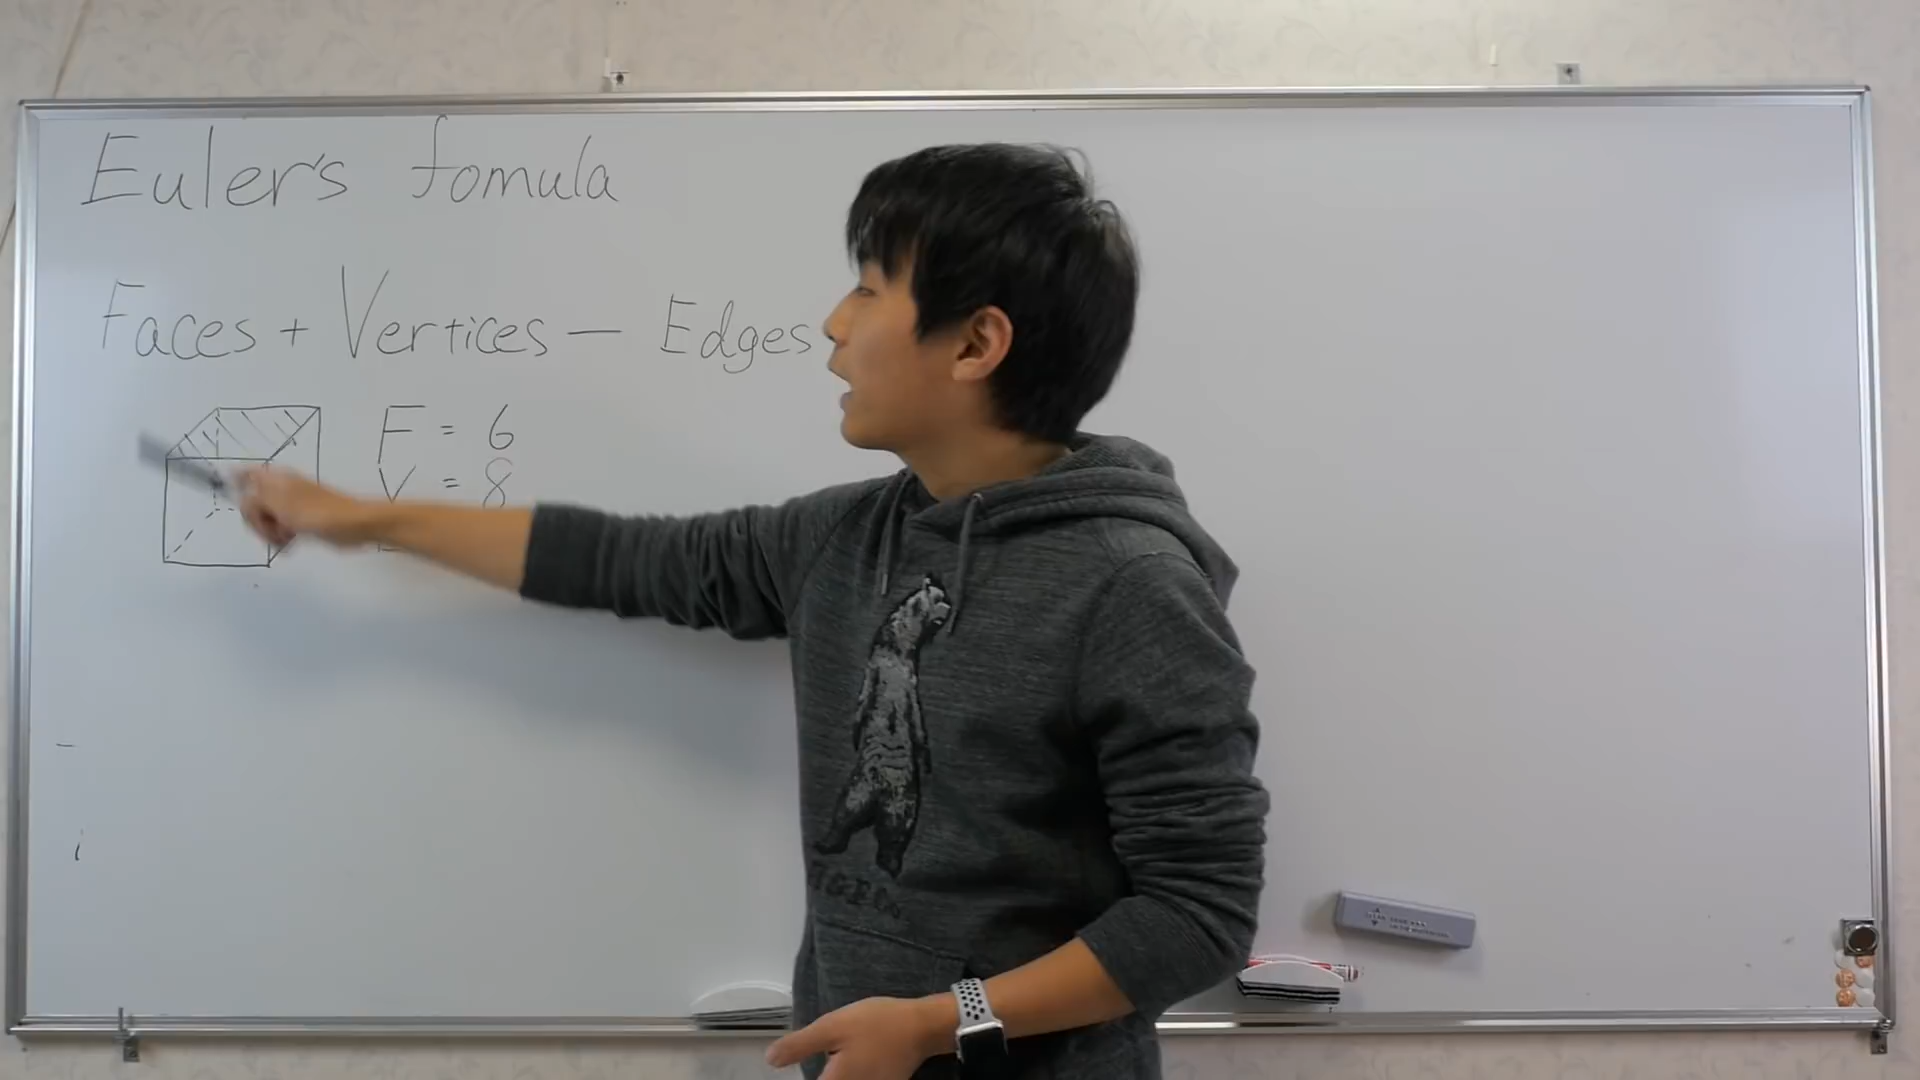 Euler's fomula
Faces + Vertices - Edges
F = 6
V = 8